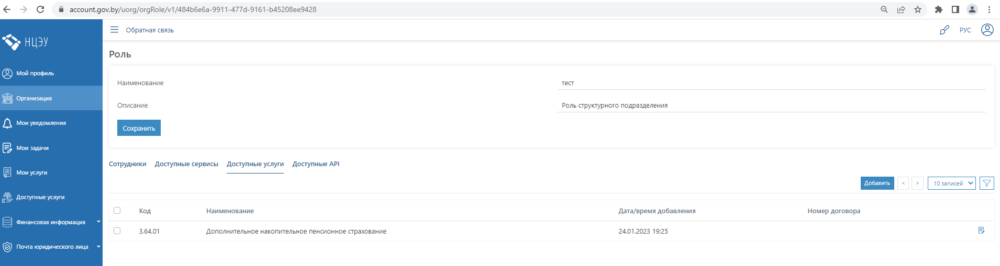 account.gov.by/uorg/orgRole/v1/484b6e6a-9911-477d-9161-b45208ee9428
НЦЭУ
Обратная связь
РУС
Мой профиль
Организация
Мои уведомления
Мои задачи
Мои услуги
Доступные услуги
Финансовая информация
Почта юридического лица
Роль
Наименование тест
Описание Роль структурного подразделения
Сохранить
Сотрудники Доступные сервисы Доступные услуги Доступные API
Добавить < > 10 записей
Код Наименование Дата/время добавления Номер договора
3.64.01 Дополнительное накопительное пенсионное страхование 24.01.2023 19:25